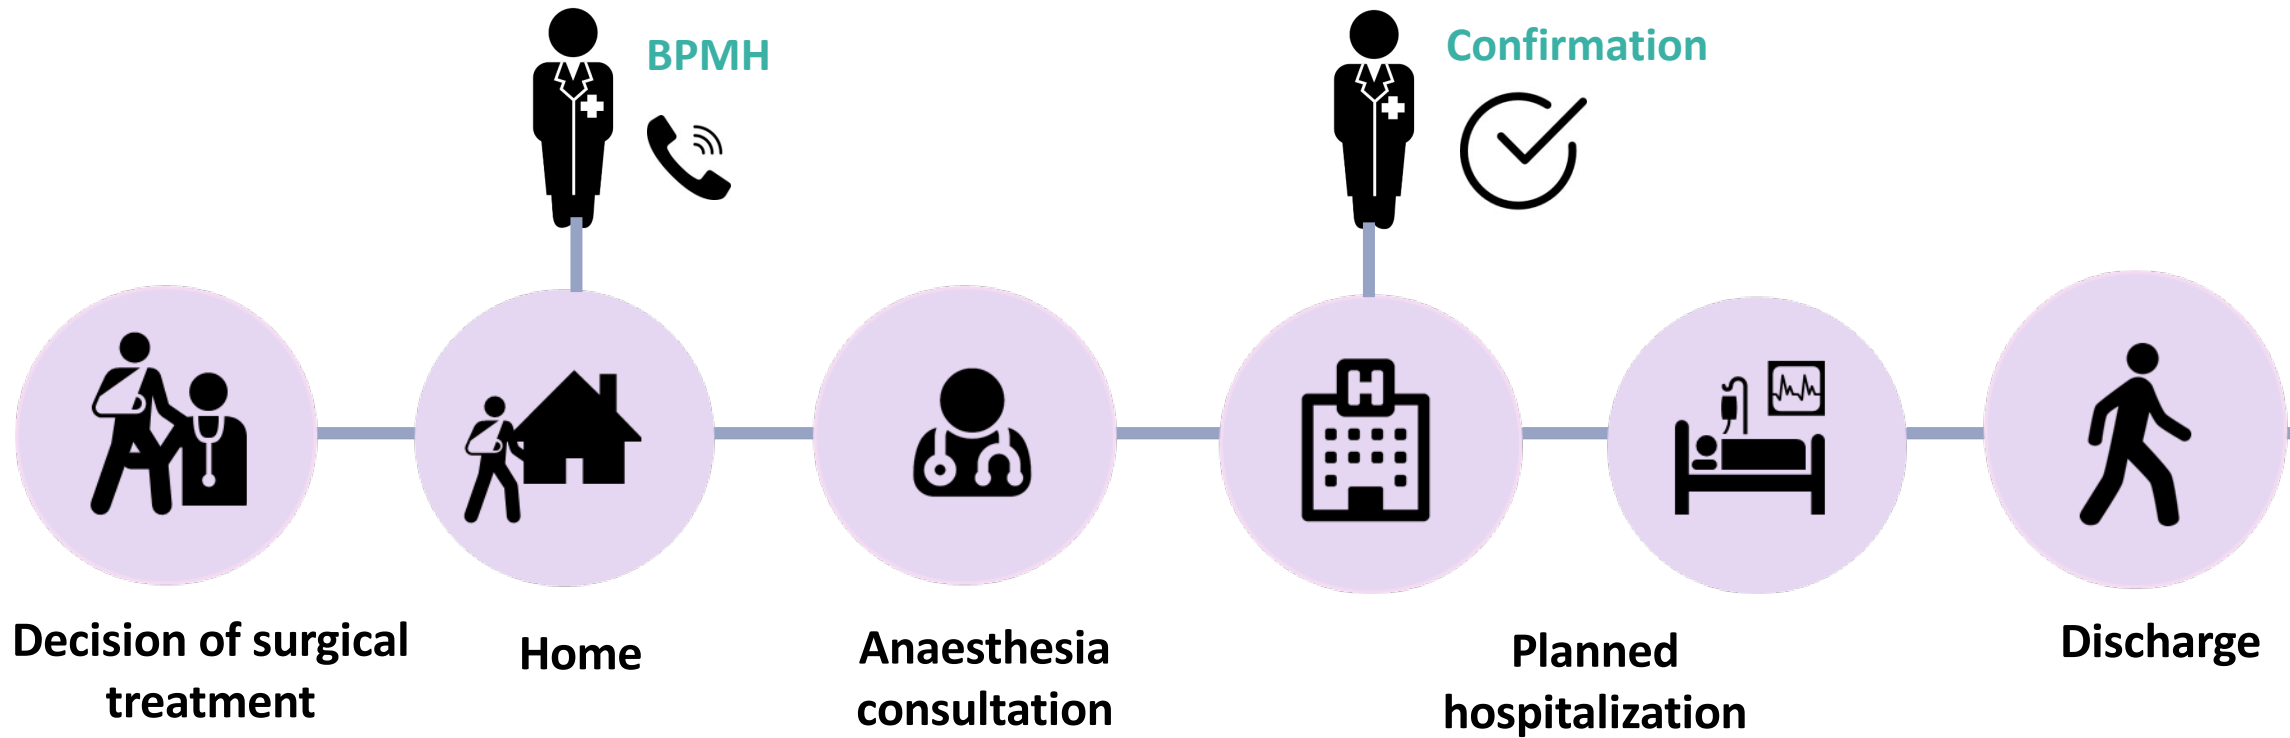 BPMH
Confirmation
H
Decision of surgical
treatment
Home
Anaesthesia
consultation
Planned
hospitalization
Discharge